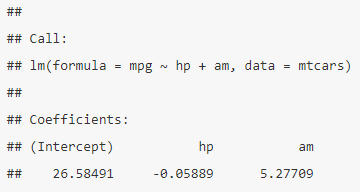 ##
## Call:
## lm(formula = mpg ~ hp + am, data = mtcars)
##
## Coefficients:
## (Intercept)           hp           am
##    26.58491     -0.05889      5.27709